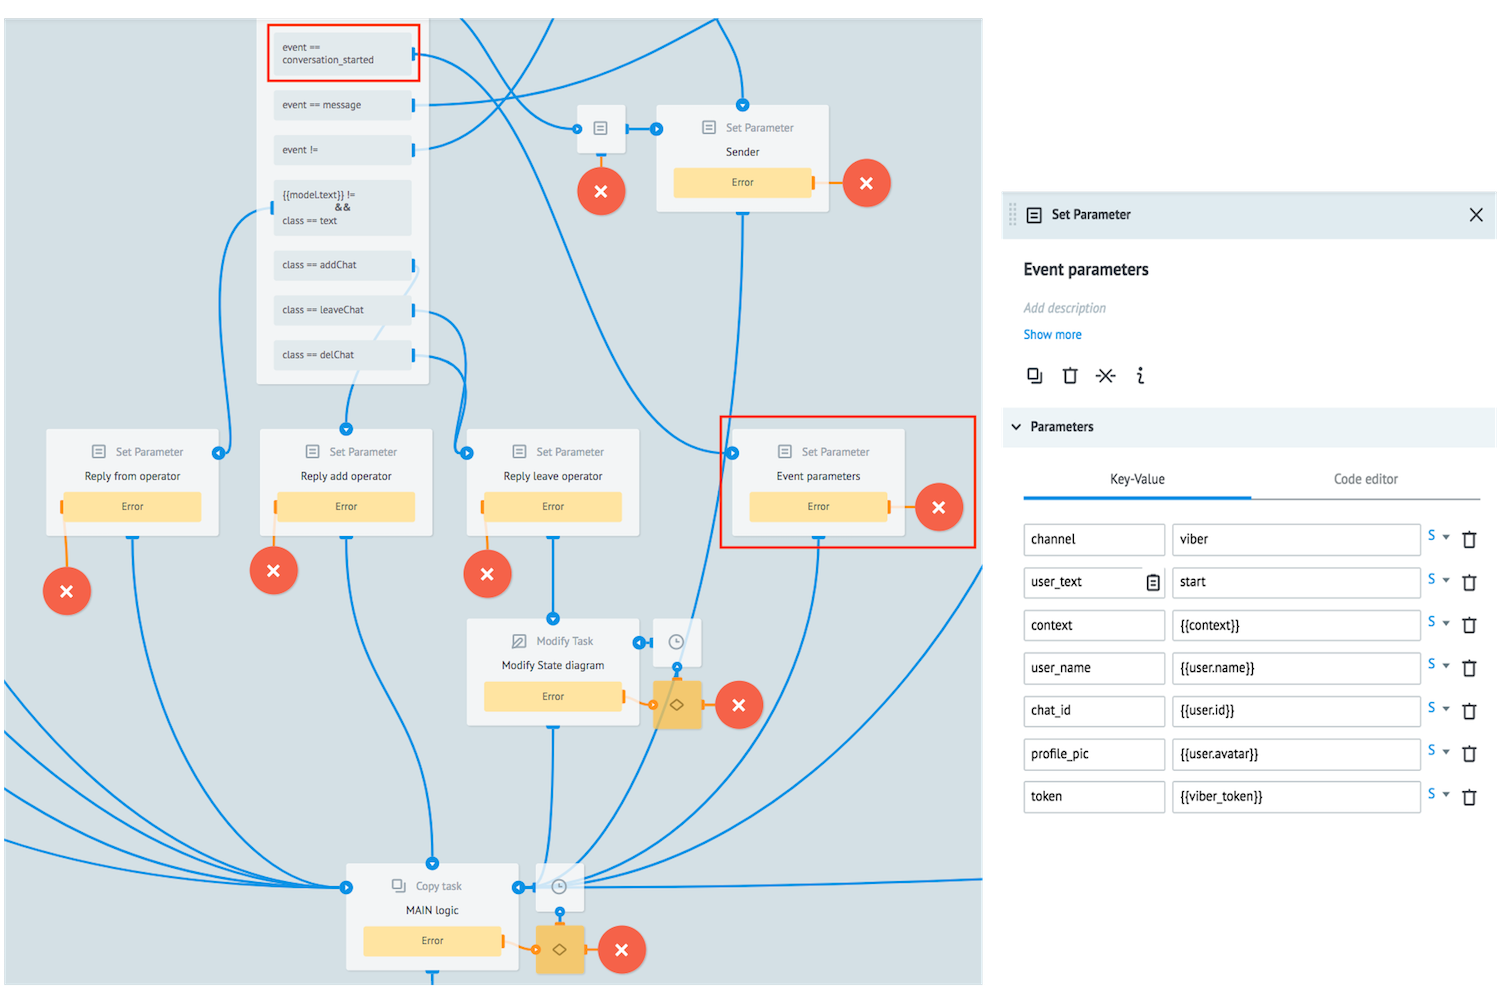 event ==
conversation_started
event == message
event !=
{{model.text}} !=
&&
class == text
class == addChat
class == leaveChat
class == delChat
Set Parameter
Sender
Error
Set Parameter
Reply from operator
Error
Set Parameter
Reply add operator
Error
Set Parameter
Reply leave operator
Error
Set Parameter
Event parameters
Error
Modify Task
Modify State diagram
Error
Copy task
MAIN logic
Error
Set Parameter
Event parameters
Add description
Show more
Parameters
Key-Value
Code editor
channel viber S
user_text start S
context {{context}} S
user_name {{user.name}} S
chat_id {{user.id}} S
profile_pic {{user.avatar}} S
token {{viber_token}} S